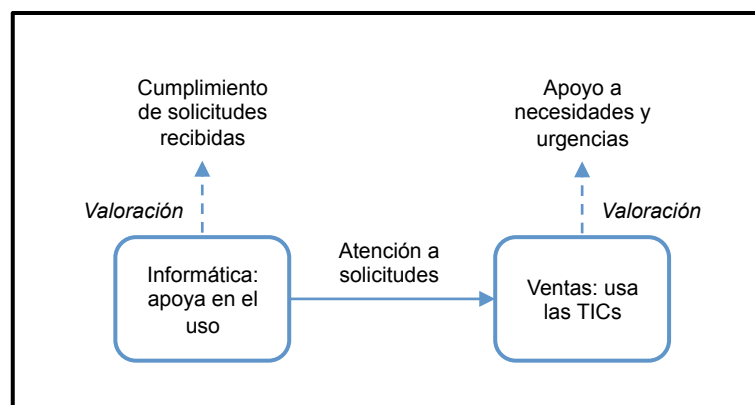 Cumplimiento
de solicitudes
recibidas
Apoyo a
necesidades y
urgencias
Valoración
Valoración
Informática:
apoya en el
uso
Atención a
solicitudes
Ventas: usa
las TICs